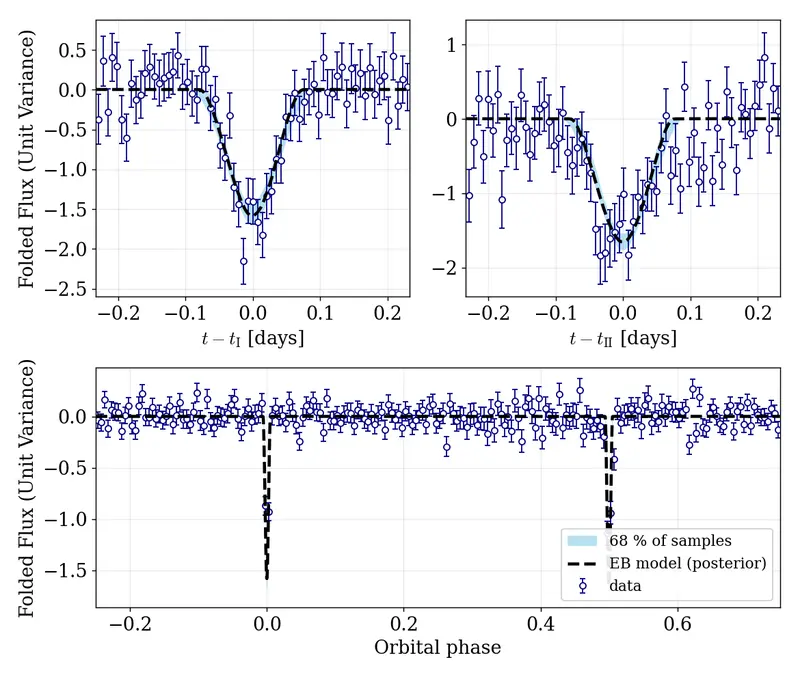 Folded Flux (Unit Variance)
0.5
0.0
−0.5
−1.0
−1.5
−2.0
−2.5
−0.2 −0.1 0.0 0.1 0.2
t − t_I [days]
1
0
−1
−2
−0.2 −0.1 0.0 0.1 0.2
t − t_II [days]
Folded Flux (Unit Variance)
0.0
−0.5
−1.0
−1.5
68 % of samples
EB model (posterior)
data
−0.2 0.0 0.2 0.4 0.6
Orbital phase